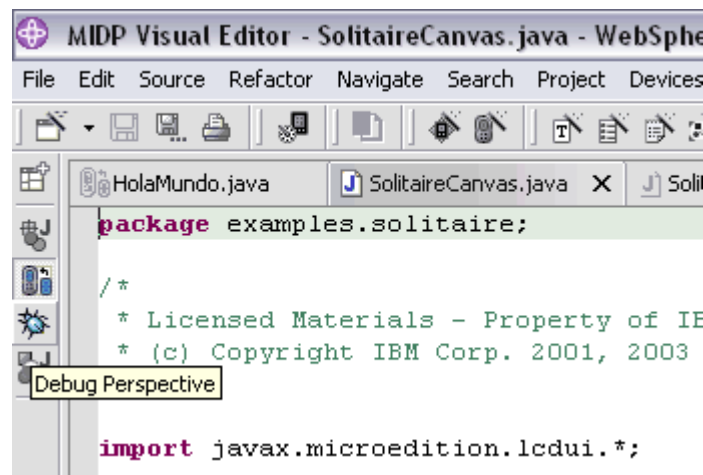 MIDP Visual Editor - SolitaireCanvas.java - WebSphe
File Edit Source Refactor Navigate Search Project Devices
HolaMundo.java SolitaireCanvas.java X Solit
package examples.solitaire;
/*
* Licensed Materials - Property of IB
* (c) Copyright IBM Corp. 2001, 2003
Debug Perspective
import javax.microedition.lcdui.*;